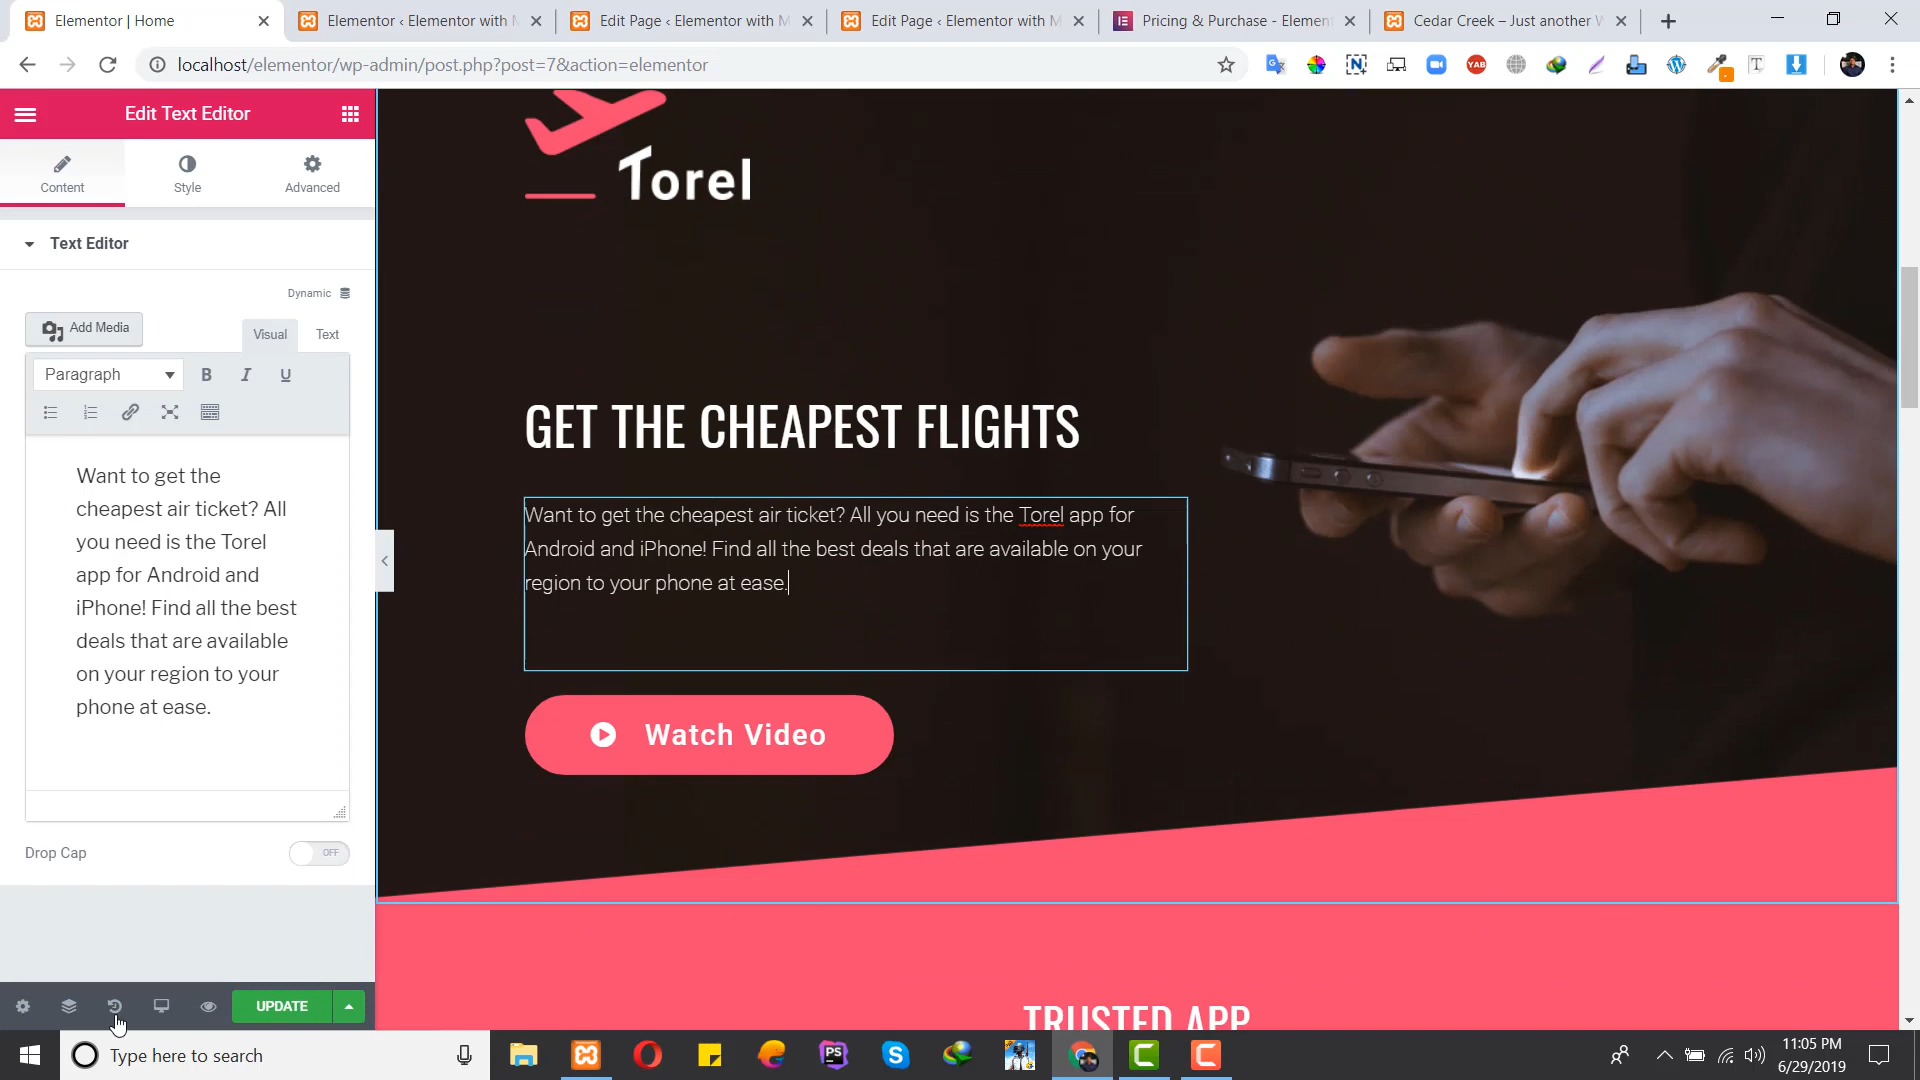 Elementor | Home
Elementor ‹ Elementor with M
Edit Page ‹ Elementor with M
Edit Page ‹ Elementor with M
Pricing & Purchase - Element
Cedar Creek – Just another W
localhost/elementor/wp-admin/post.php?post=7&action=elementor
Edit Text Editor
Content
Style
Advanced
Text Editor
Dynamic
Add Media
Visual
Text
Paragraph
B
I
U
Want to get the
cheapest air ticket? All
you need is the Torel
app for Android and
iPhone! Find all the best
deals that are available
on your region to your
phone at ease.
Drop Cap
OFF
UPDATE
Torel
GET THE CHEAPEST FLIGHTS
Want to get the cheapest air ticket? All you need is the Torel app for
Android and iPhone! Find all the best deals that are available on your
region to your phone at ease.
Watch Video
TRUSTED APP
Type here to search
11:05 PM
6/29/2019